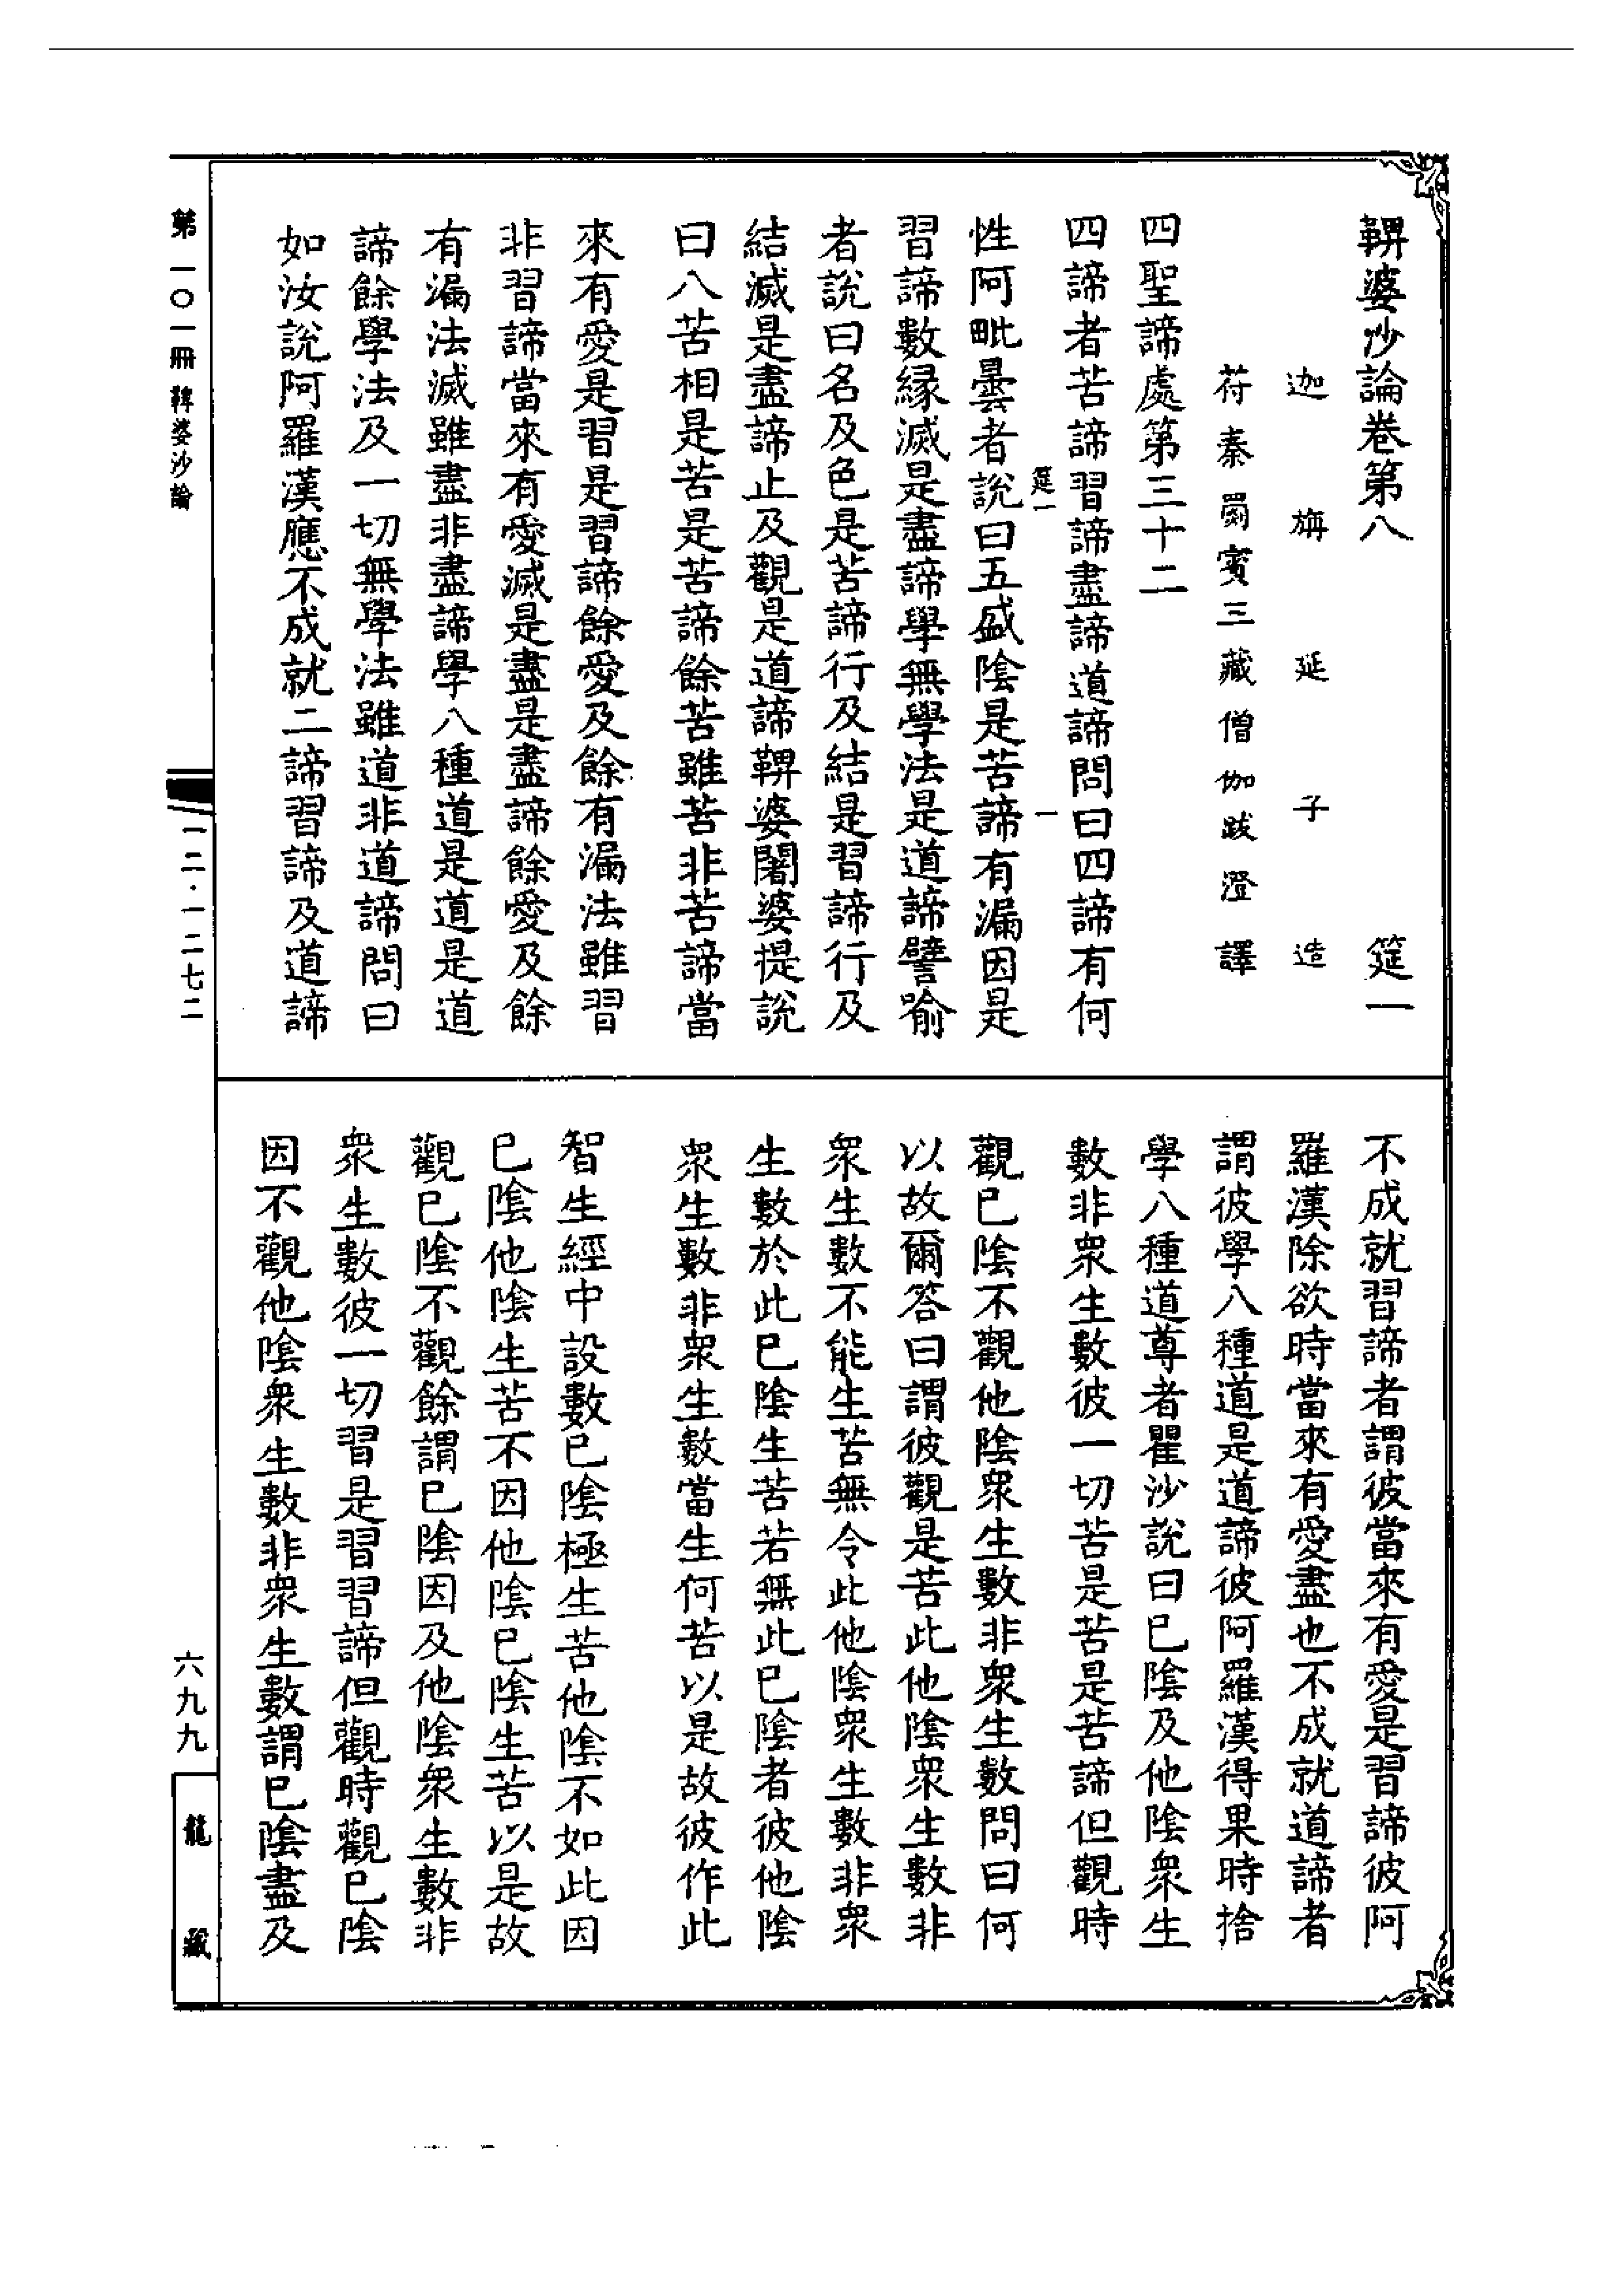 鞞婆沙論卷第八　筵一
迦旃延子造
苻秦罽賓三藏僧伽跋澄譯
四聖諦處第三十二
四諦者苦諦習諦盡諦道諦問曰四諦有何
筵一　一
性阿毗曇者說曰五盛陰是苦諦有漏因是
習諦數緣滅是盡諦學無學法是道諦譬喻
者說曰名及色是苦諦行及結是習諦行及
結滅是盡諦止及觀是道諦鞞婆闍婆提說
曰八苦相是苦是苦諦餘苦雖苦非苦諦當
來有愛是習是習諦餘愛及餘有漏法雖習
非習諦當來有愛滅是盡是盡諦餘愛及餘
有漏法滅雖盡非盡諦學八種道是道是道
諦餘學法及一切無學法雖道非道諦問曰
如汝說阿羅漢應不成就二諦習諦及道諦
不成就習諦者謂彼當來有愛是習諦彼阿
羅漢除欲時當來有愛盡也不成就道諦者
謂彼學八種道是道諦彼阿羅漢得果時捨
學八種道尊者瞿沙說曰已陰及他陰眾生
數非眾生數彼一切苦是苦是苦諦但觀時
觀已陰不觀他陰眾生數非眾生數問曰何
以故爾答曰謂彼觀是苦此他陰眾生數非
眾生數不能生苦無令此他陰眾生數非眾
生數於此已陰生苦若無此已陰者彼他陰
眾生數非眾生數當生何苦以是故彼作此
智生經中設數已陰極生苦他陰不如此因
已陰他陰生苦不因他陰已陰生苦以是故
觀已陰不觀餘謂已陰因及他陰眾生數非
眾生數彼一切習是習習諦但觀時觀已陰
因不觀他陰眾生數非眾生數謂已陰盡及
第一〇一冊　鞞婆沙論
一二·一二七二
六九九
龍藏